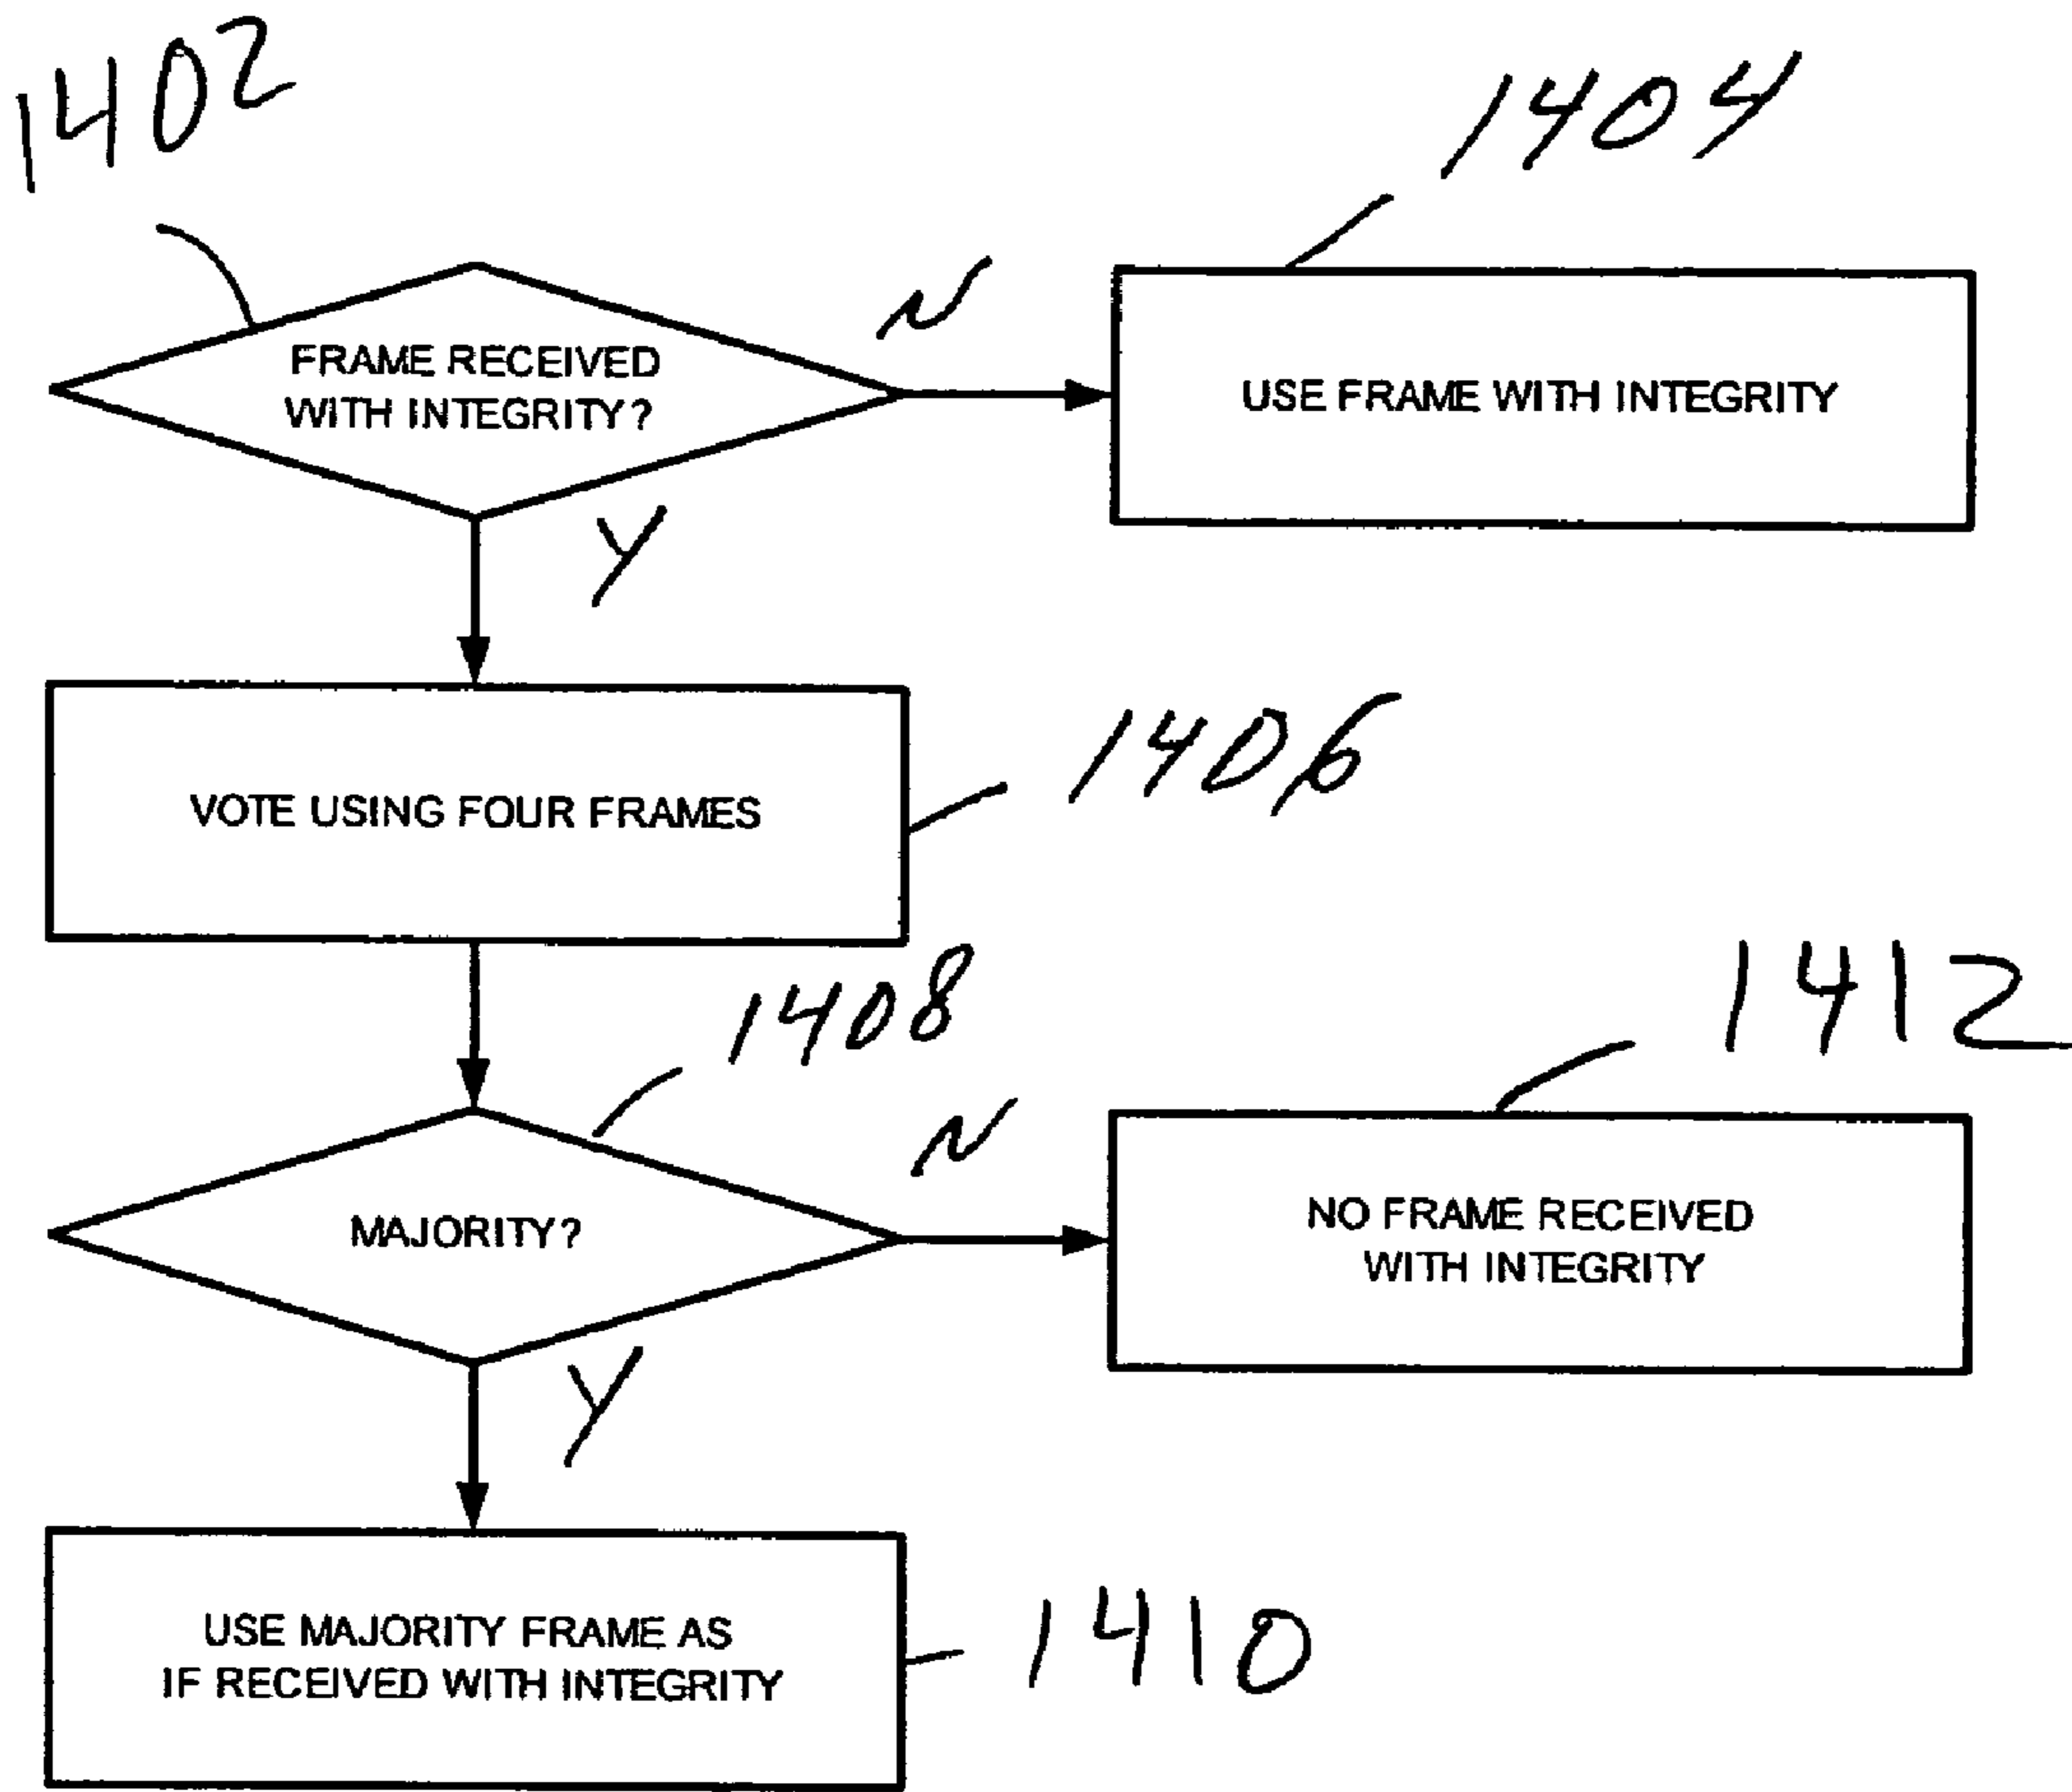 1402
1404
N
FRAME RECEIVED
WITH INTEGRITY?
USE FRAME WITH INTEGRITY
Y
1406
VOTE USING FOUR FRAMES
1408
1412
N
MAJORITY?
NO FRAME RECEIVED
WITH INTEGRITY
Y
1410
USE MAJORITY FRAME AS
IF RECEIVED WITH INTEGRITY